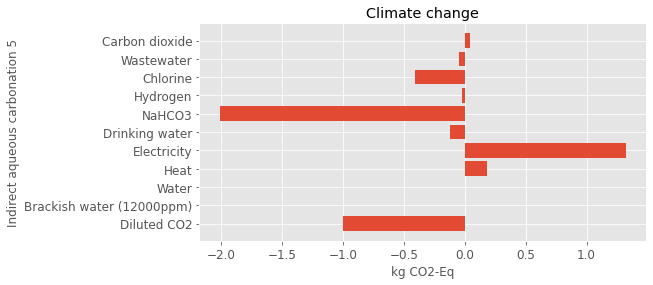 Climate change
Indirect aqueous carbonation 5
Carbon dioxide
Wastewater
Chlorine
Hydrogen
NaHCO3
Drinking water
Electricity
Heat
Water
Brackish water (12000ppm)
Diluted CO2
−2.0 −1.5 −1.0 −0.5 0.0 0.5 1.0
kg CO2-Eq